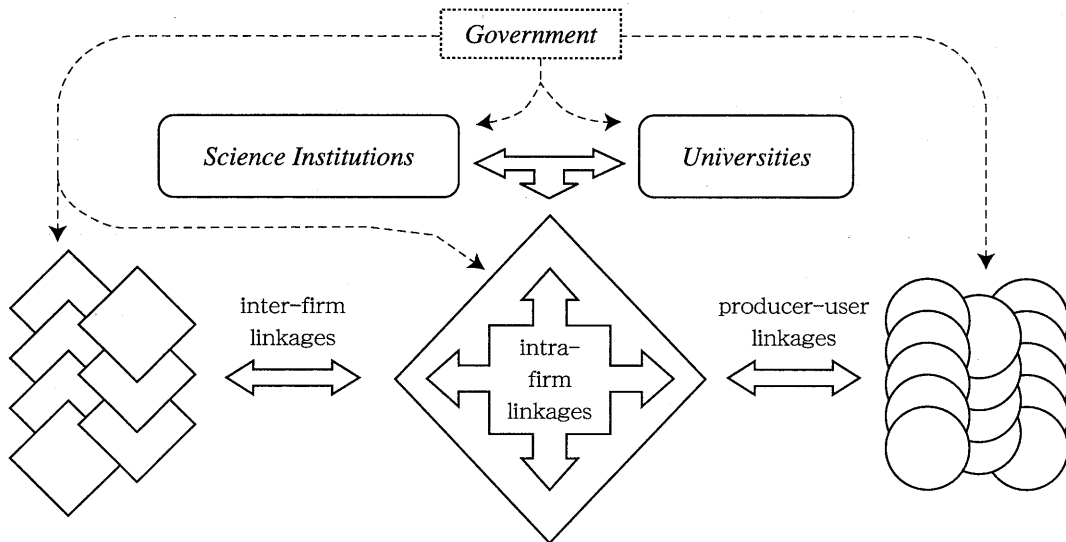 Government
Science Institutions
Universities
inter-firm
linkages
intra-
firm
linkages
producer-user
linkages